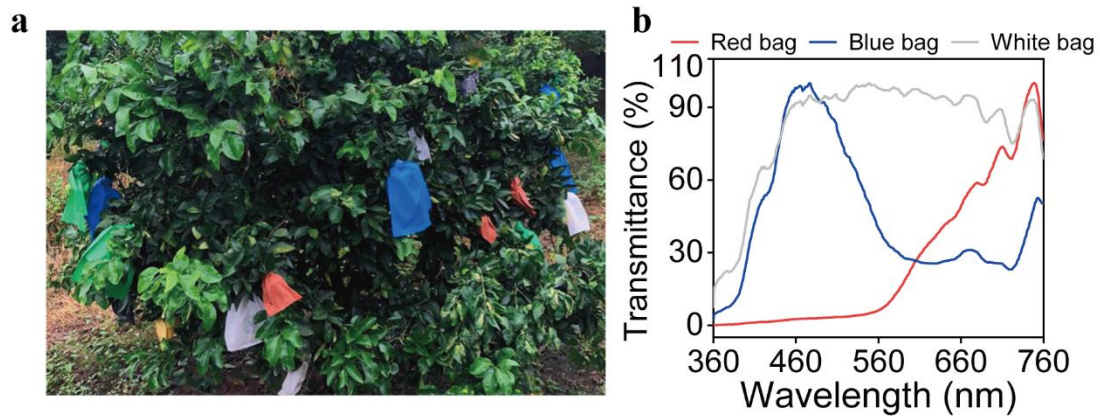 a
b
Red bag Blue bag White bag
110
90
60
30
0
Transmittance (%)
360 460 560 660 760
Wavelength (nm)